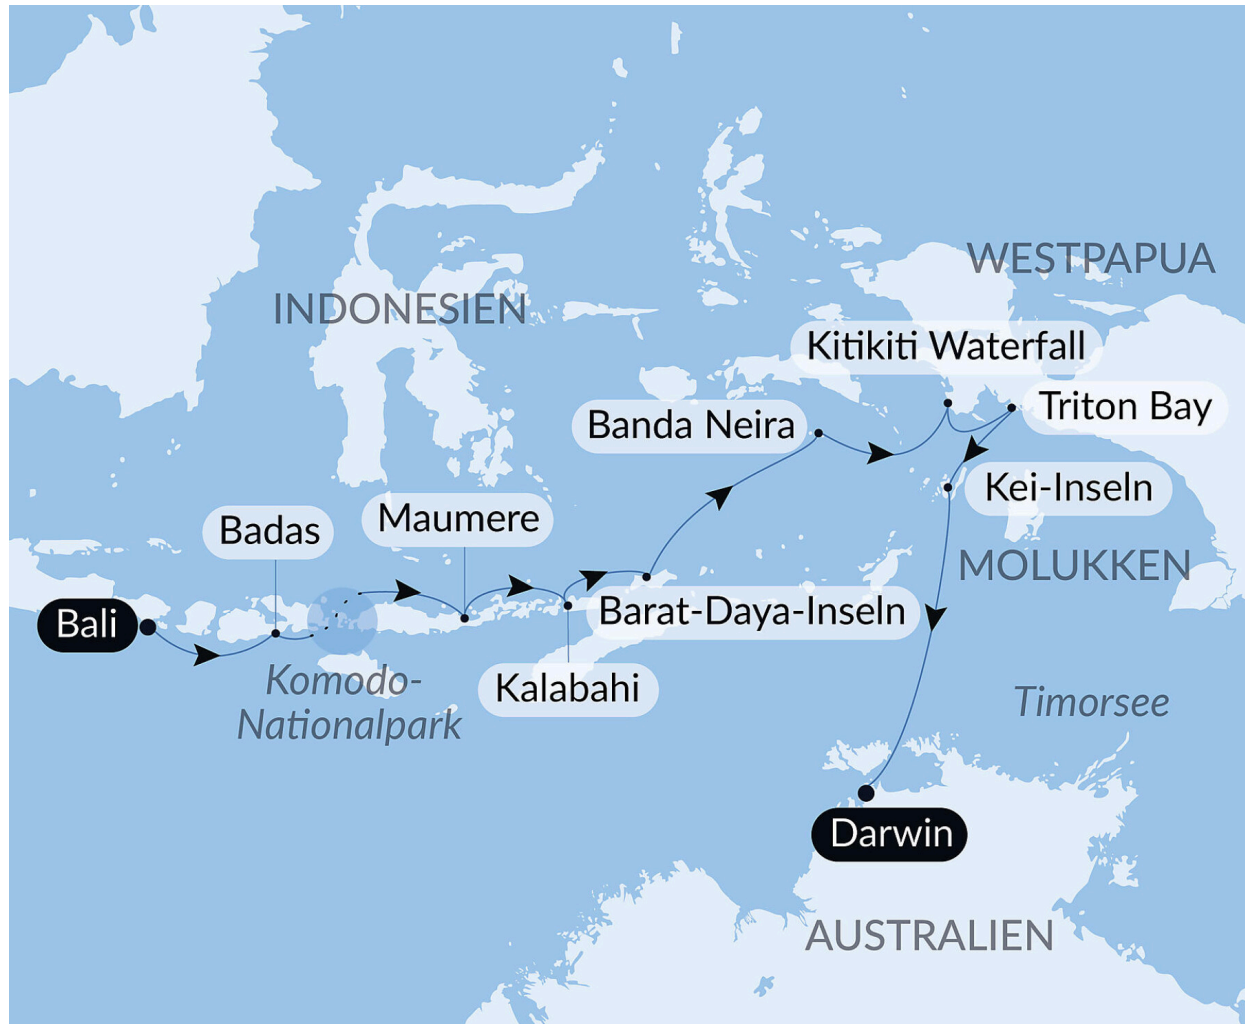 WESTPAPUA
INDONESIEN
Kitikiti Waterfall
Triton Bay
Banda Neira
Kei-Inseln
Maumere
Badas
MOLUKKEN
Barat-Daya-Inseln
Bali
Komodo-
Nationalpark
Kalabahi
Timorsee
Darwin
AUSTRALIEN